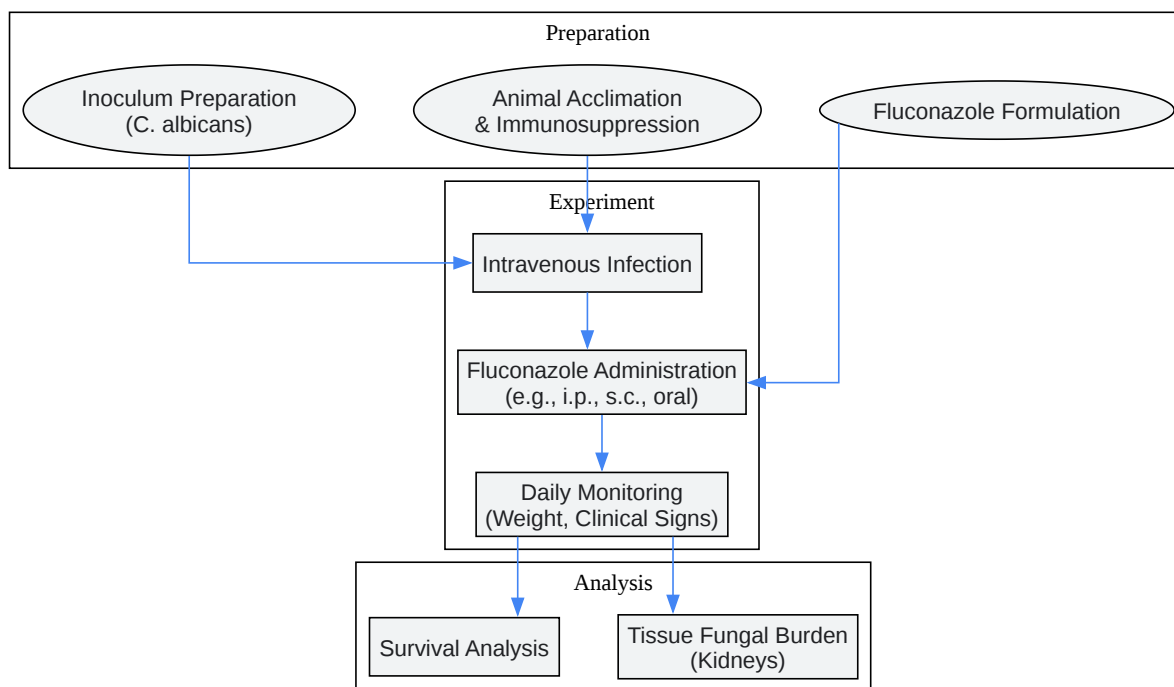 Preparation
Inoculum Preparation
(C. albicans)
Animal Acclimation
& Immunosuppression
Fluconazole Formulation
Experiment
Intravenous Infection
Fluconazole Administration
(e.g., i.p., s.c., oral)
Daily Monitoring
(Weight, Clinical Signs)
Analysis
Survival Analysis
Tissue Fungal Burden
(Kidneys)